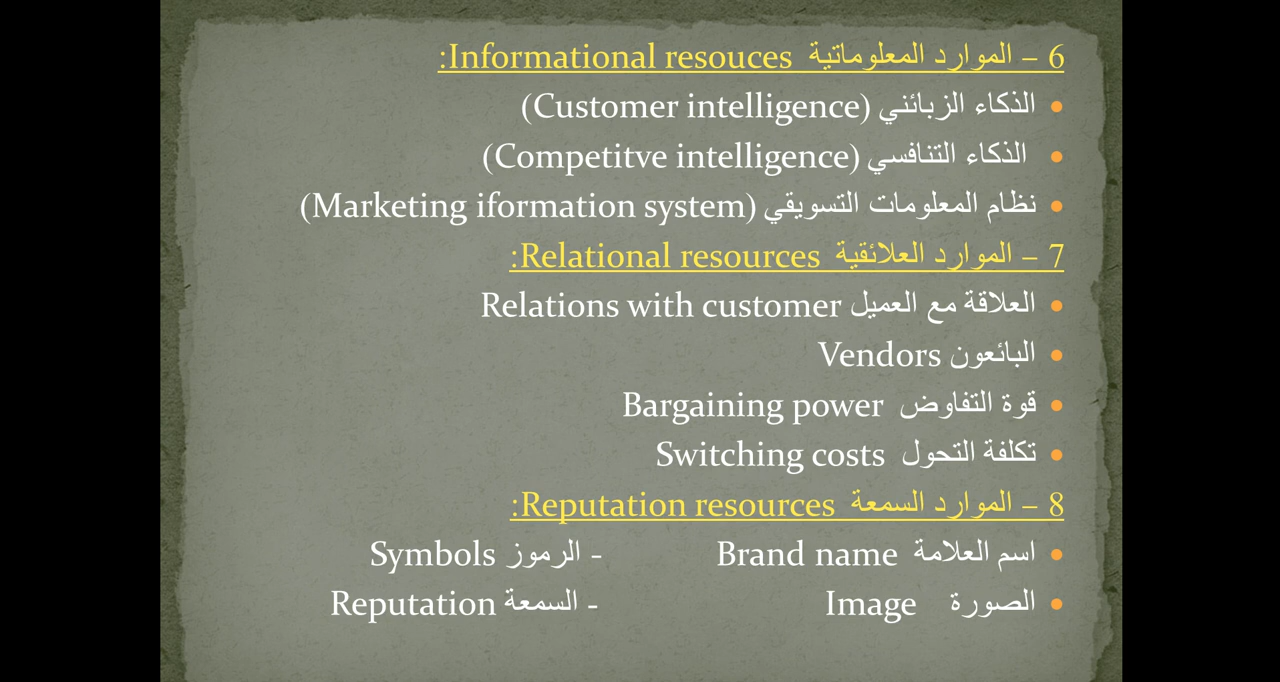 6 – الموارد المعلوماتية Informational resouces:
الذكاء الزبائني (Customer intelligence)
الذكاء التنافسي (Competitve intelligence)
نظام المعلومات التسويقي (Marketing iformation system)
7 – الموارد العلائقية Relational resources:
العلاقة مع العميل Relations with customer
البائعون Vendors
قوة التفاوض Bargaining power
تكلفة التحول Switching costs
8 – الموارد السمعة Reputation resources:
اسم العلامة Brand name - الرموز Symbols
الصورة Image - السمعة Reputation